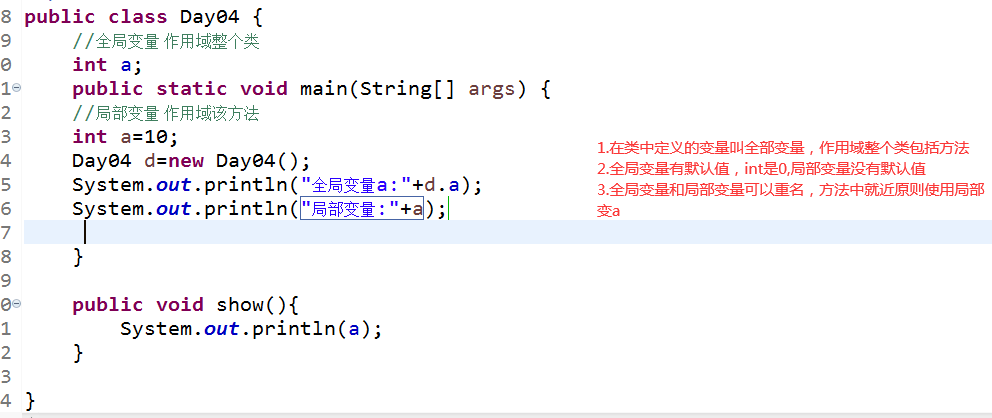 8 public class Day04 {
9 //全局变量 作用域整个类
0 int a;
1 public static void main(String[] args) {
2 //局部变量 作用域该方法
3 int a=10;
4 Day04 d=new Day04();
5 System.out.println("全局变量a:"+d.a);
6 System.out.println("局部变量:"+a);
7
8 }
9
0 public void show(){
1 System.out.println(a);
2 }
3
4 }
1.在类中定义的变量叫全部变量，作用域整个类包括方法
2.全局变量有默认值，int是0,局部变量没有默认值
3.全局变量和局部变量可以重名，方法中就近原则使用局部
变a